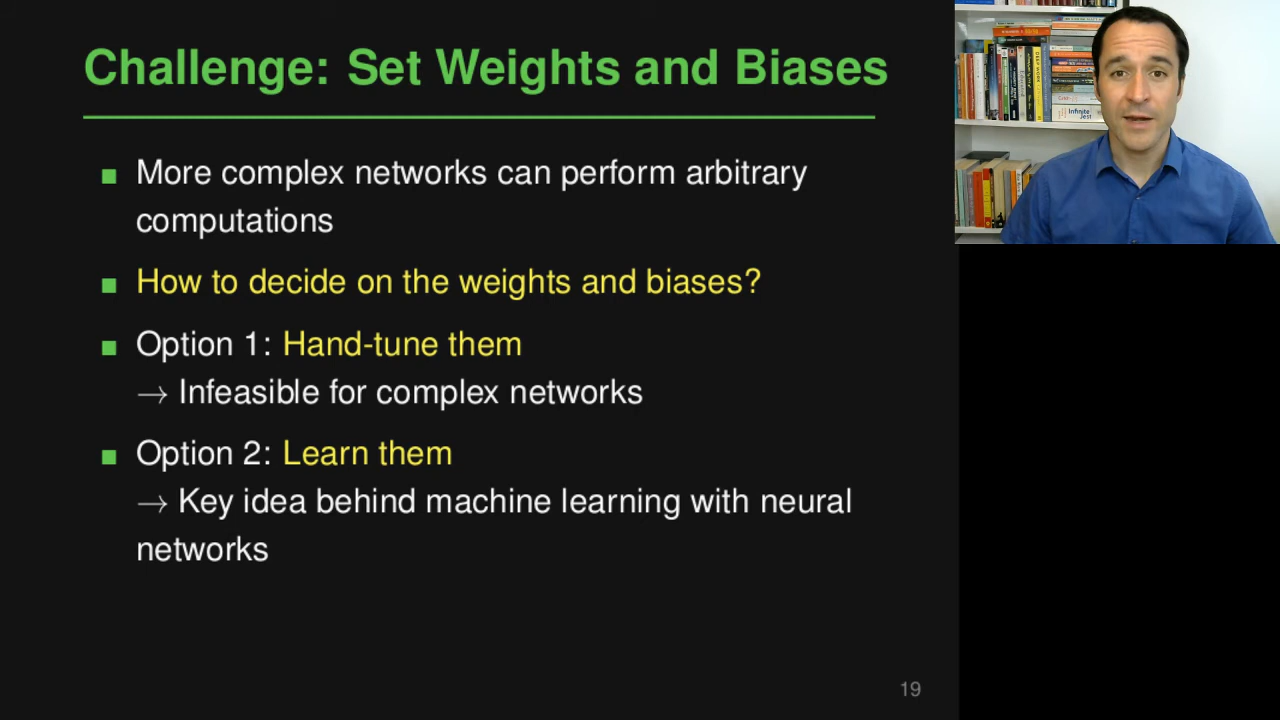 Challenge: Set Weights and Biases
■ More complex networks can perform arbitrary
computations
■ How to decide on the weights and biases?
■ Option 1: Hand-tune them
→ Infeasible for complex networks
■ Option 2: Learn them
→ Key idea behind machine learning with neural
networks
19
Infinite
Jest